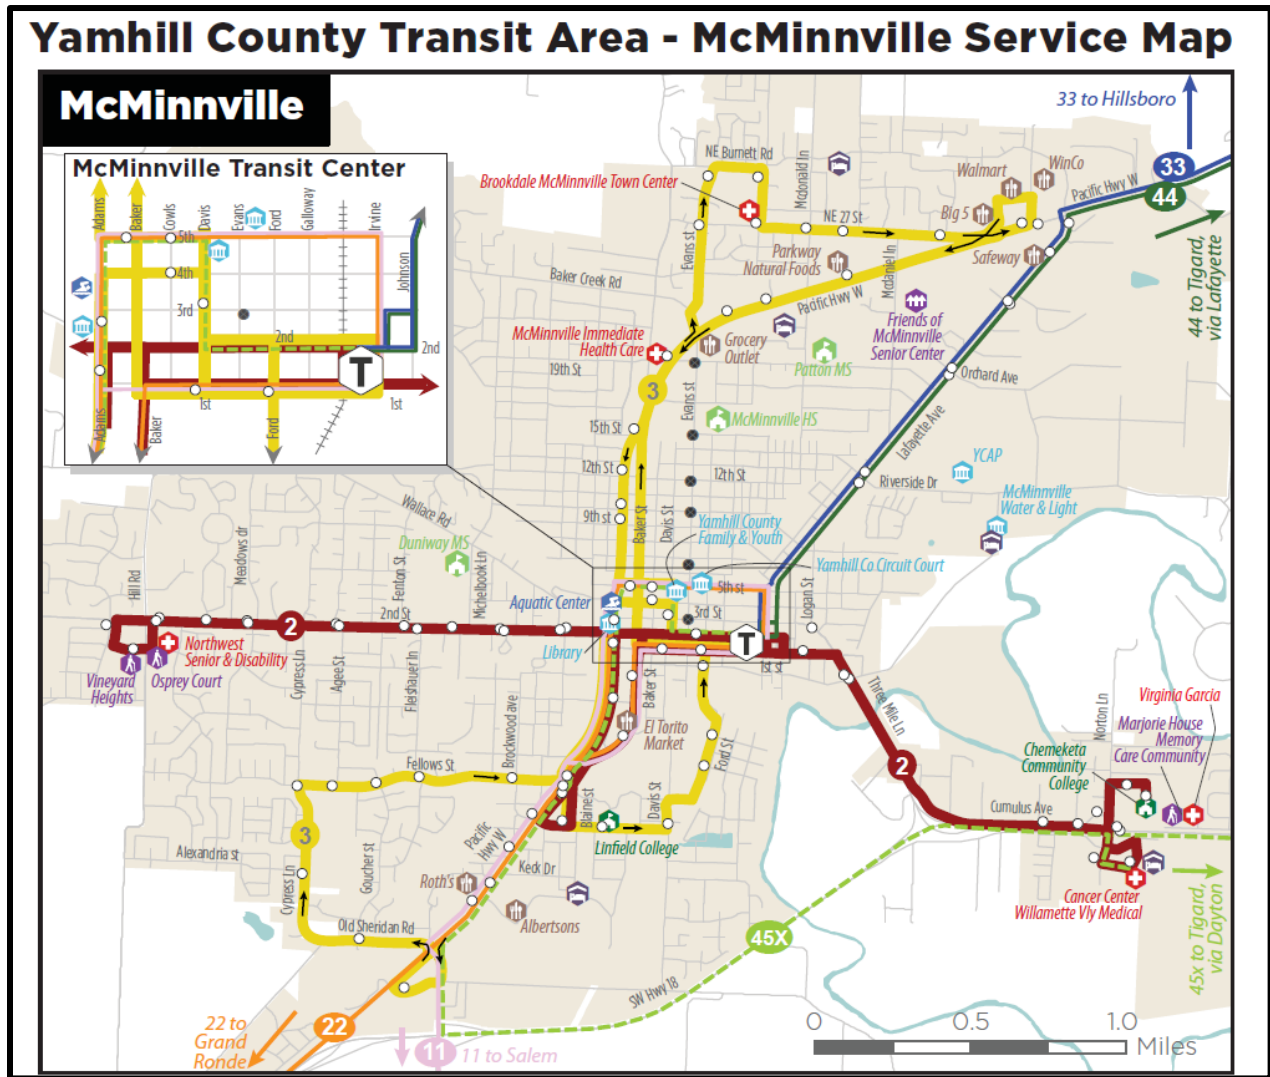 Yamhill County Transit Area - McMinnville Service Map
McMinnville
33 to Hillsboro
McMinnville Transit Center
Adams
Baker
Cowls
Davis
Evans
Ford
Galloway
Irvine
5th
4th
3rd
2nd
Johnson
2nd
T
1st
1st
Adams
Baker
Ford
NE Burnett Rd
Mcdonald ln
Walmart
WinCo
33
44
Pacific Hwy W
Brookdale McMinnville Town Center
Big 5
NE 27 St
Evans st
Parkway
Natural Foods
Safeway
Mcdaniel ln
44 to Tigard,
via Lafayette
Baker Creek Rd
Pacific Hwy W
Friends of
McMinnville
Senior Center
McMinnville Immediate
Health Care
Grocery
Outlet
Patton MS
19th St
Orchard Ave
3
Evans st
McMinnville HS
Lafayette Ave
15th St
12th St
12th St
Riverside Dr
YCAP
Wallace Rd
9th st
Baker St
Davis St
McMinnville
Water & Light
Yamhill County
Family & Youth
Duniway MS
Meadows dr
Hill Rd
Fenton St
Michelbook Ln
Yamhill Co Circuit Court
5th st
Logan St
Aquatic Center
3rd St
2nd St
2
T
Northwest
Senior & Disability
Library
1st st
Vineyard
Heights
Osprey Court
Cypress Ln
Agee St
Fleishauer ln
Baker St
Three Mile Ln
Virginia Garcia
Brockwood ave
El Torito
Market
Norton Ln
Marjorie House
Memory
Care Community
Ford St
2
Chemeketa
Community
College
Fellows St
Blaine st
Davis St
Cumulus Ave
3
Pacific
Hwy W
Linfield College
Alexandria st
Goucher st
Keck Dr
Cypress Ln
Roth's
Albertsons
Cancer Center
Willamette Vly Medical
Old Sheridan Rd
45X
45x to Tigard,
via Dayton
SW Hwy 18
22 to
Grand
Ronde
22
11
11 to Salem
0
0.5
1.0
Miles